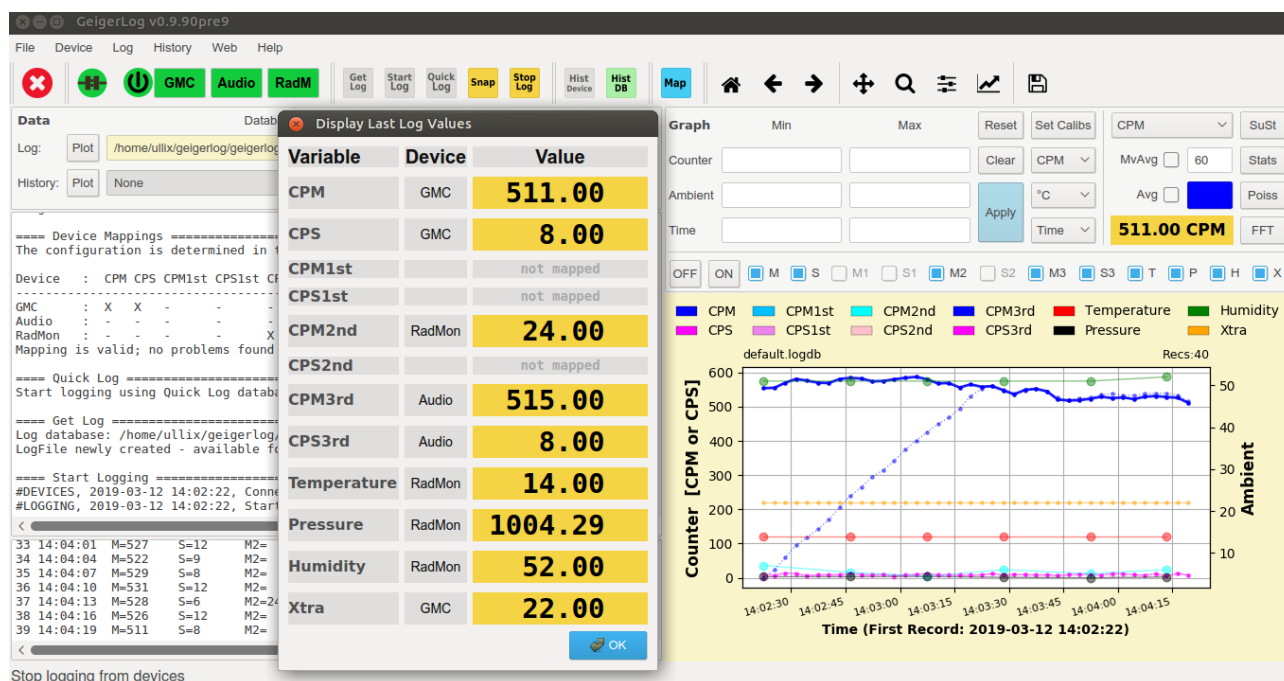 GeigerLog v0.9.90pre9
File Device Log History Web Help
GMC Audio RadM Get Log Start Log Quick Log Snap Stop Log Hist Device Hist DB Map
Data Datab
Log: Plot /home/ullix/geigerlog/geigerlog
History: Plot None
==== Device Mappings ================
The configuration is determined in t
Device : CPM CPS CPM1st CPS1st CP
GMC : X X - - -
Audio : - - - - -
RadMon : - - - - X
Mapping is valid; no problems found
==== Quick Log ====================
Start logging using Quick Log databa
==== Get Log ======================
Log database: /home/ullix/geigerlog/
LogFile newly created - available fo
==== Start Logging ================
#DEVICES, 2019-03-12 14:02:22, Conne
#LOGGING, 2019-03-12 14:02:22, Start
33 14:04:01 M=527 S=12 M2=
34 14:04:04 M=522 S=9 M2=
35 14:04:07 M=529 S=8 M2=
36 14:04:10 M=531 S=12 M2=
37 14:04:13 M=528 S=6 M2=24
38 14:04:16 M=526 S=12 M2=
39 14:04:19 M=511 S=8 M2=
Stop logging from devices
Display Last Log Values
Variable Device Value
CPM GMC 511.00
CPS GMC 8.00
CPM1st not mapped
CPS1st not mapped
CPM2nd RadMon 24.00
CPS2nd not mapped
CPM3rd Audio 515.00
CPS3rd Audio 8.00
Temperature RadMon 14.00
Pressure RadMon 1004.29
Humidity RadMon 52.00
Xtra GMC 22.00
OK
Graph Min Max Reset Set Calibs CPM SuSt
Counter Clear CPM MvAvg 60 Stats
Ambient Apply °C Avg Poiss
Time Time 511.00 CPM FFT
OFF ON M S M1 S1 M2 S2 M3 S3 T P H X
CPM CPM1st CPM2nd CPM3rd Temperature Humidity
CPS CPS1st CPS2nd CPS3rd Pressure Xtra
default.logdb Recs:40
Counter [CPM or CPS]
600
500
400
300
200
100
0
50
40
30
20
10
Ambient
14:02:30 14:02:45 14:03:00 14:03:15 14:03:30 14:03:45 14:04:00 14:04:15
Time (First Record: 2019-03-12 14:02:22)